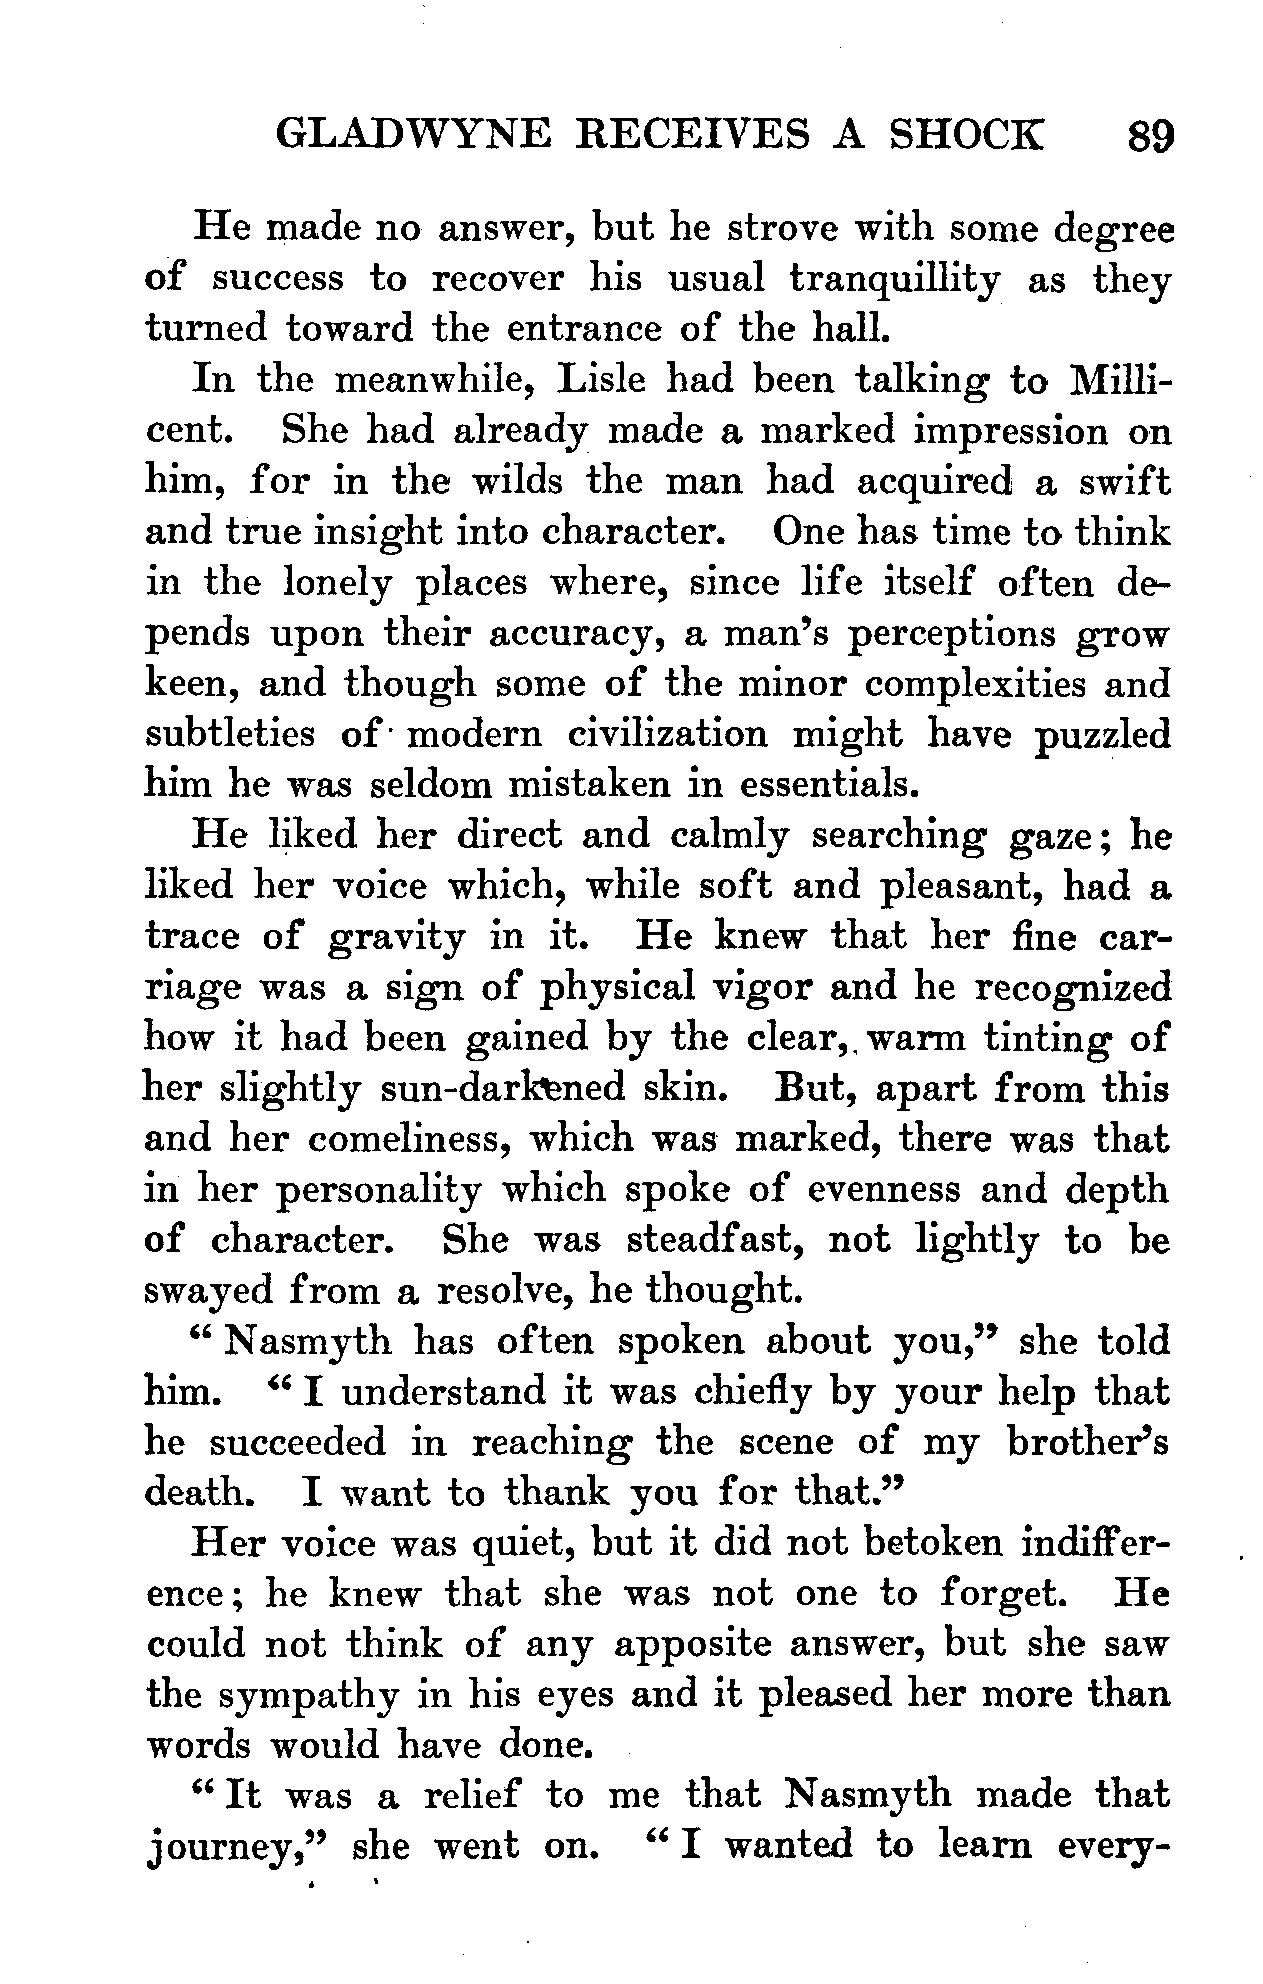 GLADWYNE RECEIVES A SHOCK 89
He made no answer, but he strove with some degree
of success to recover his usual tranquillity as they
turned toward the entrance of the hall.
In the meanwhile, Lisle had been talking to Milli-
cent. She had already made a marked impression on
him, for in the wilds the man had acquired a swift
and true insight into character. One has time to think
in the lonely places where, since life itself often de-
pends upon their accuracy, a man's perceptions grow
keen, and though some of the minor complexities and
subtleties of modern civilization might have puzzled
him he was seldom mistaken in essentials.
He liked her direct and calmly searching gaze; he
liked her voice which, while soft and pleasant, had a
trace of gravity in it. He knew that her fine car-
riage was a sign of physical vigor and he recognized
how it had been gained by the clear, warm tinting of
her slightly sun-darkened skin. But, apart from this
and her comeliness, which was marked, there was that
in her personality which spoke of evenness and depth
of character. She was steadfast, not lightly to be
swayed from a resolve, he thought.
"Nasmyth has often spoken about you," she told
him. "I understand it was chiefly by your help that
he succeeded in reaching the scene of my brother's
death. I want to thank you for that."
Her voice was quiet, but it did not betoken indiffer-
ence; he knew that she was not one to forget. He
could not think of any apposite answer, but she saw
the sympathy in his eyes and it pleased her more than
words would have done.
"It was a relief to me that Nasmyth made that
journey," she went on. "I wanted to learn every-